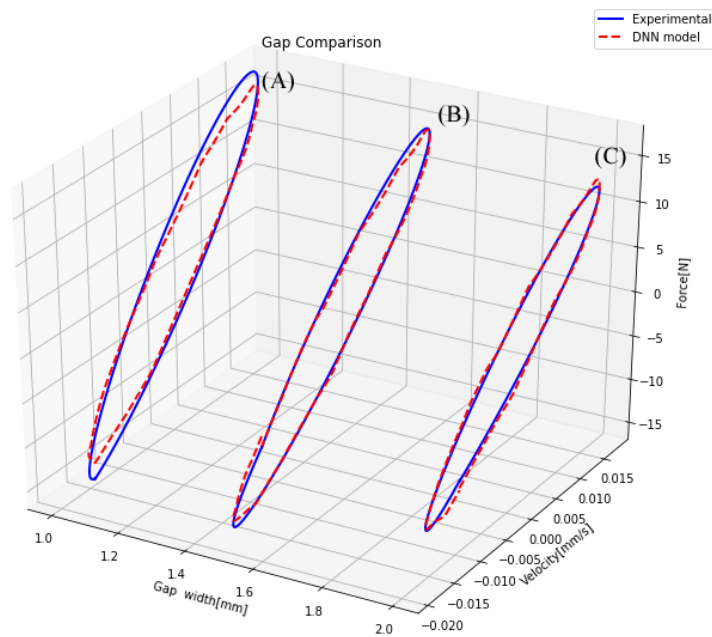 Experimental
DNN model
Gap Comparison
(A)
(B)
(C)
15
10
5
0
−5
−10
−15
Force[N]
0.015
0.010
0.005
0.000
−0.005
−0.010
−0.015
−0.020
Velocity[mm/s]
1.0
1.2
1.4
1.6
1.8
2.0
Gap width[mm]